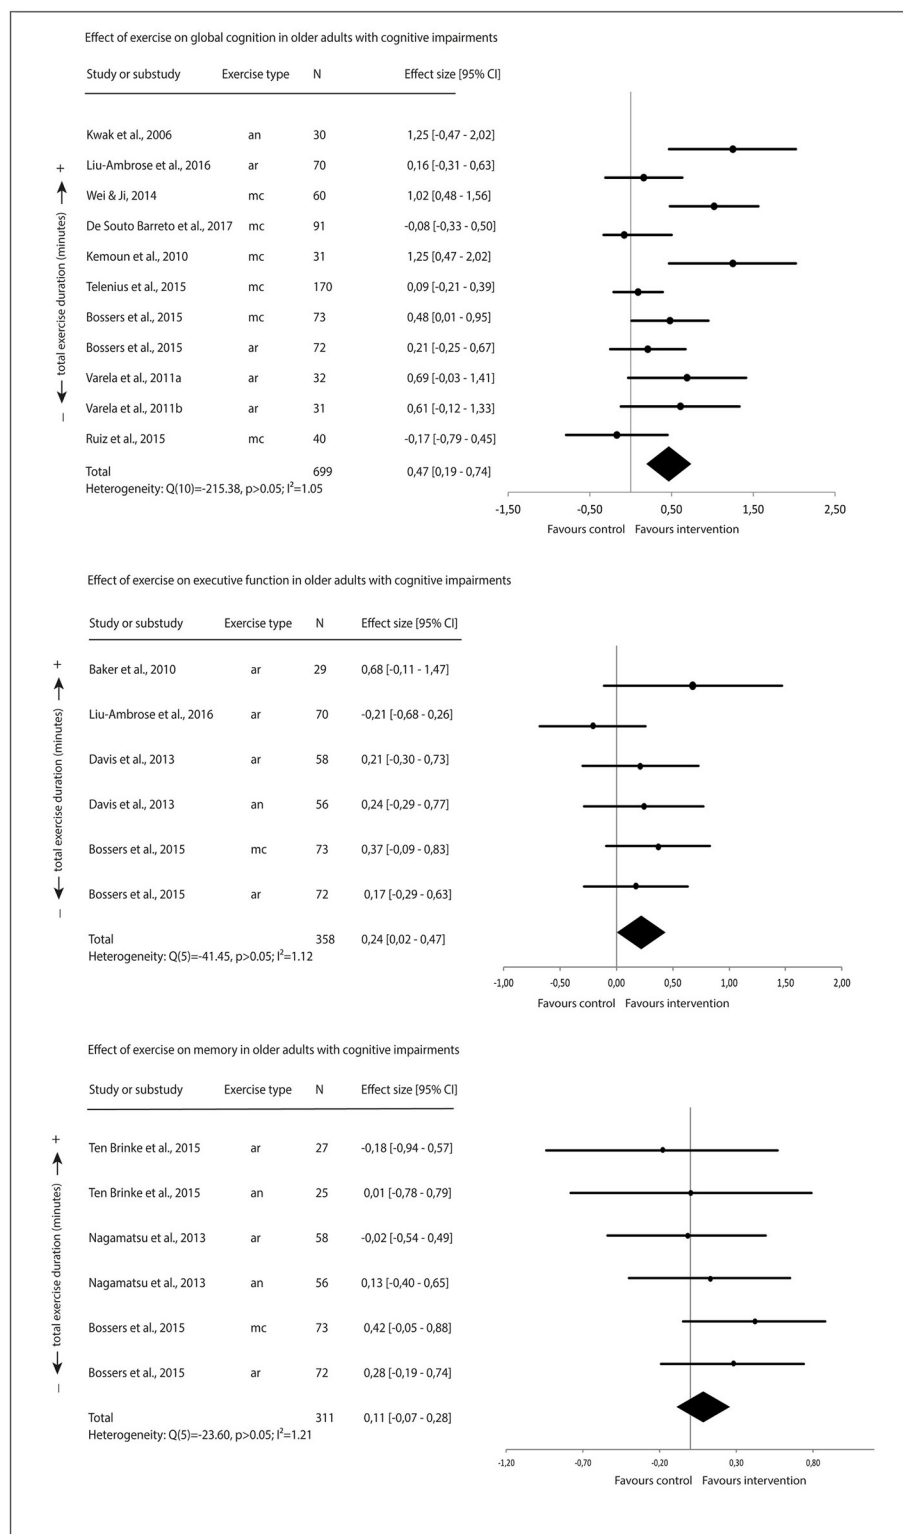 Effect of exercise on global cognition in older adults with cognitive impairments
Study or substudy Exercise type N Effect size [95% CI]
Kwak et al., 2006 an 30 1,25 [-0,47 - 2,02]
Liu-Ambrose et al., 2016 ar 70 0,16 [-0,31 - 0,63]
Wei & Ji, 2014 mc 60 1,02 [0,48 - 1,56]
De Souto Barreto et al., 2017 mc 91 -0,08 [-0,33 - 0,50]
Kemoun et al., 2010 mc 31 1,25 [0,47 - 2,02]
Telenius et al., 2015 mc 170 0,09 [-0,21 - 0,39]
Bossers et al., 2015 mc 73 0,48 [0,01 - 0,95]
Bossers et al., 2015 ar 72 0,21 [-0,25 - 0,67]
Varela et al., 2011a ar 32 0,69 [-0,03 - 1,41]
Varela et al., 2011b ar 31 0,61 [-0,12 - 1,33]
Ruiz et al., 2015 mc 40 -0,17 [-0,79 - 0,45]
Total 699 0,47 [0,19 - 0,74]
Heterogeneity: Q(10)=-215.38, p>0.05; I²=1.05
− total exercise duration (minutes) +
-1,50 -0,50 0,50 1,50 2,50
Favours control Favours intervention
Effect of exercise on executive function in older adults with cognitive impairments
Study or substudy Exercise type N Effect size [95% CI]
Baker et al., 2010 ar 29 0,68 [-0,11 - 1,47]
Liu-Ambrose et al., 2016 ar 70 -0,21 [-0,68 - 0,26]
Davis et al., 2013 ar 58 0,21 [-0,30 - 0,73]
Davis et al., 2013 an 56 0,24 [-0,29 - 0,77]
Bossers et al., 2015 mc 73 0,37 [-0,09 - 0,83]
Bossers et al., 2015 ar 72 0,17 [-0,29 - 0,63]
Total 358 0,24 [0,02 - 0,47]
Heterogeneity: Q(5)=-41.45, p>0.05; I²=1.12
− total exercise duration (minutes) +
-1,00 -0,50 0,00 0,50 1,00 1,50 2,00
Favours control Favours intervention
Effect of exercise on memory in older adults with cognitive impairments
Study or substudy Exercise type N Effect size [95% CI]
Ten Brinke et al., 2015 ar 27 -0,18 [-0,94 - 0,57]
Ten Brinke et al., 2015 an 25 0,01 [-0,78 - 0,79]
Nagamatsu et al., 2013 ar 58 -0,02 [-0,54 - 0,49]
Nagamatsu et al., 2013 an 56 0,13 [-0,40 - 0,65]
Bossers et al., 2015 mc 73 0,42 [-0,05 - 0,88]
Bossers et al., 2015 ar 72 0,28 [-0,19 - 0,74]
Total 311 0,11 [-0,07 - 0,28]
Heterogeneity: Q(5)=-23.60, p>0.05; I²=1.21
− total exercise duration (minutes) +
-1,20 -0,70 -0,20 0,30 0,80
Favours control Favours intervention